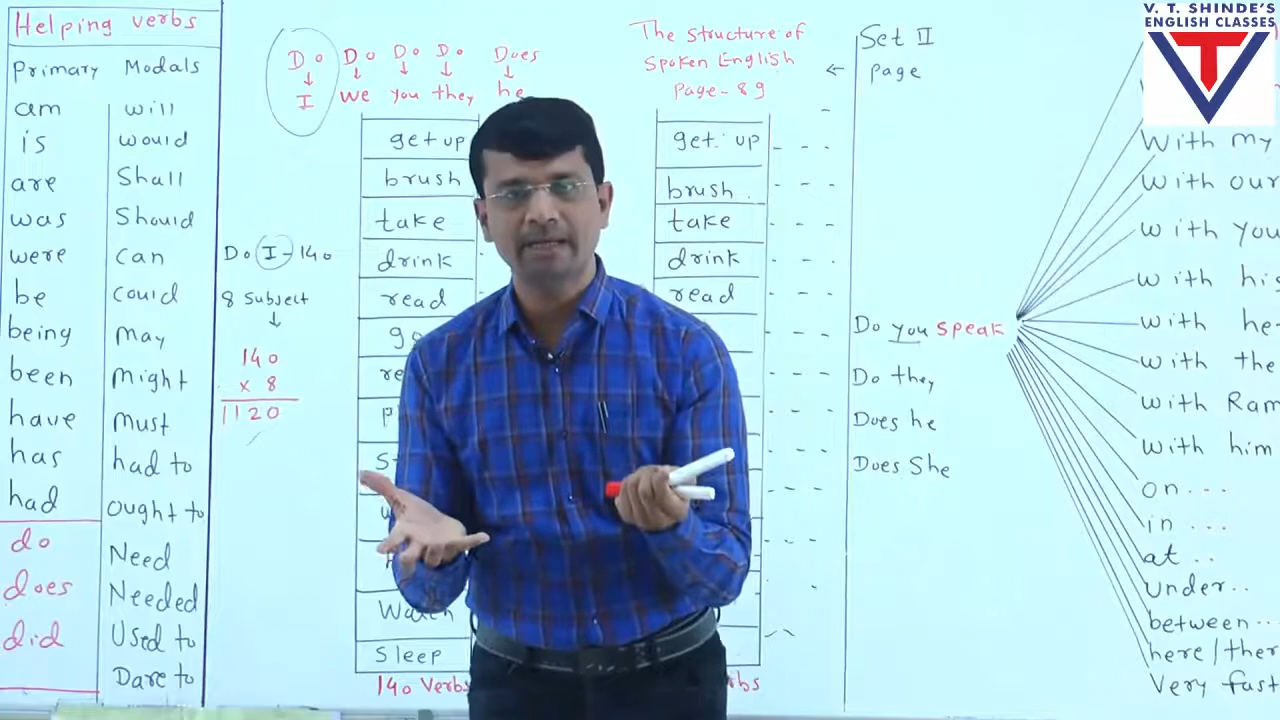 V. T. SHINDE'S
ENGLISH CLASSES
Helping verbs
Primary Modals
am will
is would
are Shall
was Should
were can
be could
being may
been might
have must
has had to
had ought to
do Need
does Needed
did Used to
Dare to
Do Do Do Do Does
I we you they he
Do I - 140
8 Subject
140
x 8
1120
get up
brush
take
drink
read
Watch
Sleep
140 Verbs
The structure of
Spoken English
Page - 89
get up
brush
take
drink
read
Set II
page
Do you speak
Do they
Does he
Does She
With my
with our
with you
with his
with
with
with Ram
with him
on ...
in ...
at ..
under ..
between ...
here/
Very fast